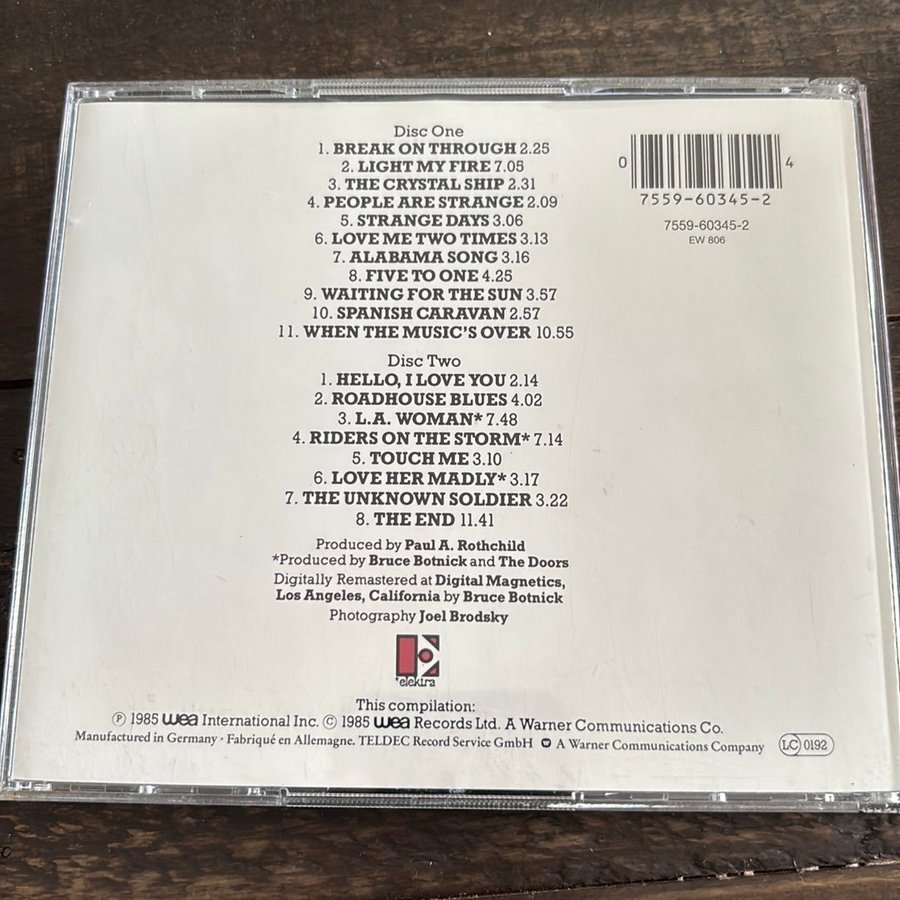 Disc One
1. BREAK ON THROUGH 2.25
2. LIGHT MY FIRE 7.05
3. THE CRYSTAL SHIP 2.31
4. PEOPLE ARE STRANGE 2.09
5. STRANGE DAYS 3.06
6. LOVE ME TWO TIMES 3.13
7. ALABAMA SONG 3.16
8. FIVE TO ONE 4.25
9. WAITING FOR THE SUN 3.57
10. SPANISH CARAVAN 2.57
11. WHEN THE MUSIC'S OVER 10.55
Disc Two
1. HELLO, I LOVE YOU 2.14
2. ROADHOUSE BLUES 4.02
3. L.A. WOMAN* 7.48
4. RIDERS ON THE STORM* 7.14
5. TOUCH ME 3.10
6. LOVE HER MADLY* 3.17
7. THE UNKNOWN SOLDIER 3.22
8. THE END 11.41
Produced by Paul A. Rothchild
*Produced by Bruce Botnick and The Doors
Digitally Remastered at Digital Magnetics,
Los Angeles, California by Bruce Botnick
Photography Joel Brodsky
elektra
This compilation:
Ⓟ 1985 wea International Inc. © 1985 wea Records Ltd. A Warner Communications Co.
Manufactured in Germany · Fabriqué en Allemagne. TELDEC Record Service GmbH A Warner Communications Company
LC 0192
0 4
7559-60345-2
7559-60345-2
EW 806